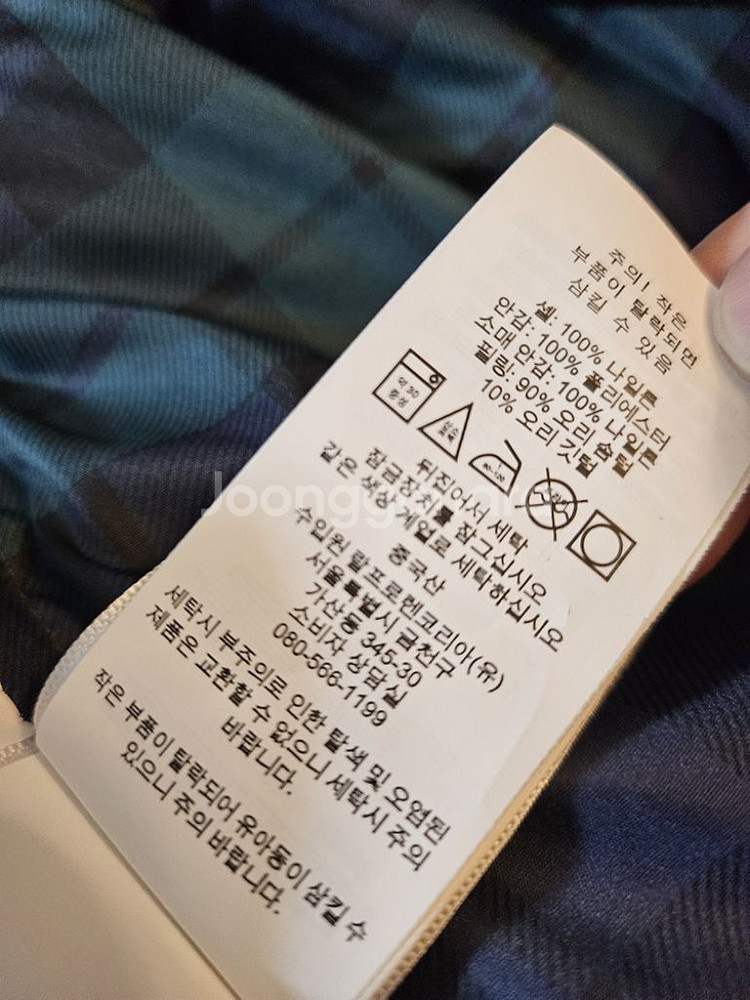 주의! 작은
부품이 탈락되면
삼킬 수 있음
셸: 100% 나일론
안감: 100% 폴리에스터
소매 안감: 100% 나일론
필링: 90% 오리 솜털
10% 오리 깃털
약 30
중성
뒤집어서 세탁
잠금장치를 잠그십시오
같은 색상 계열로 세탁하십시오
중국산
수입원 랄프로렌코리아(유)
서울특별시 금천구
가산동 345-30
소비자 상담실
080-566-1199
세탁시 부주의로 인한 탈색 및 오염된
제품은 교환할 수 없으니 세탁시 주의
바랍니다.
작은 부품이 탈락되어 유아동이 삼킬 수
있으니 주의 바랍니다.